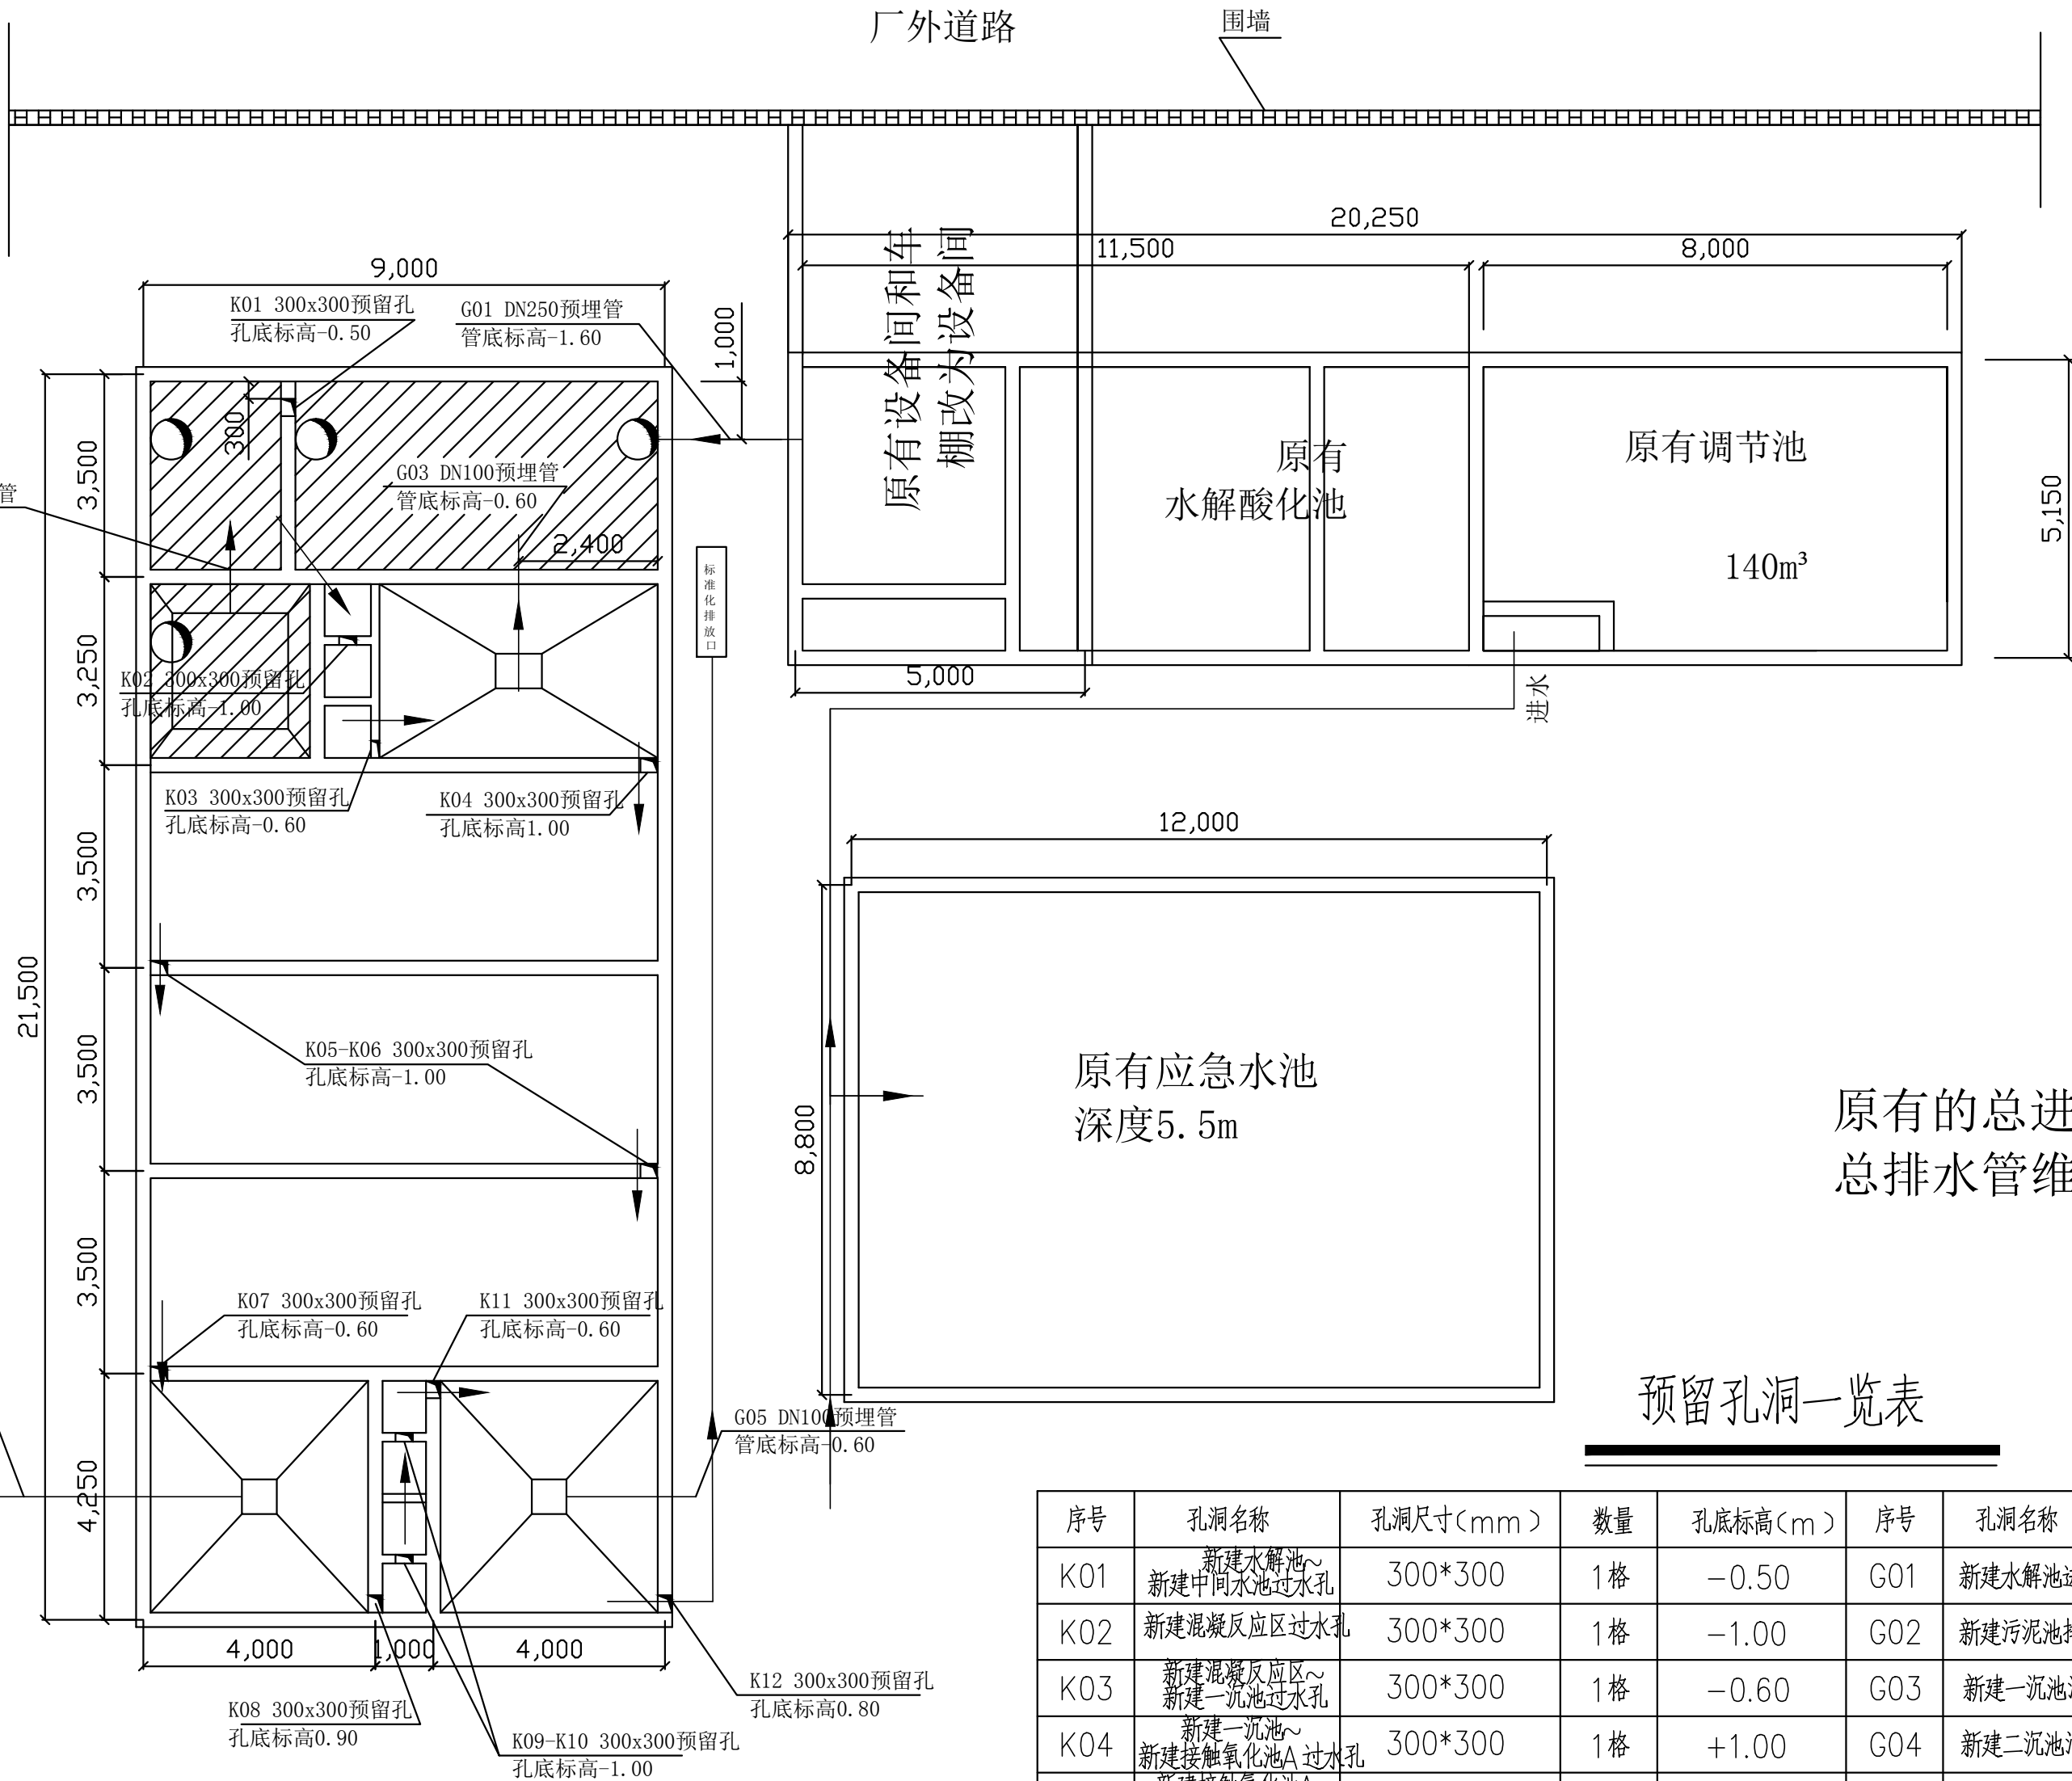 厂外道路
围墙
20,250
11,500
8,000
9,000
K01 300x300预留孔
孔底标高-0.50
G01 DN250预埋管
管底标高-1.60
1,000
300
原有设备间和车
棚改为设备间
原有
水解酸化池
原有调节池
140m³
5,150
3,500
管
G03 DN100预埋管
管底标高-0.60
2,400
标准化排放口
3,250
K02 300x300预留孔
孔底标高-1.00
5,000
进水
K03 300x300预留孔
孔底标高-0.60
K04 300x300预留孔
孔底标高1.00
3,500
12,000
21,500
K05-K06 300x300预留孔
孔底标高-1.00
3,500
原有应急水池
深度5.5m
8,800
原有的总进
总排水管维
3,500
K07 300x300预留孔
孔底标高-0.60
K11 300x300预留孔
孔底标高-0.60
G05 DN100预埋管
管底标高-0.60
4,250
4,000
1,000
4,000
K12 300x300预留孔
孔底标高0.80
K08 300x300预留孔
孔底标高0.90
K09-K10 300x300预留孔
孔底标高-1.00
预留孔洞一览表
序号 孔洞名称 孔洞尺寸(mm) 数量 孔底标高(m) 序号 孔洞名称
K01 新建水解池~
新建中间水池过水孔 300*300 1格 -0.50 G01 新建水解池
K02 新建混凝反应区过水孔 300*300 1格 -1.00 G02 新建污泥池
K03 新建混凝反应区~
新建一沉池过水孔 300*300 1格 -0.60 G03 新建一沉池
K04 新建一沉池~
新建接触氧化池A过水孔 300*300 1格 +1.00 G04 新建二沉池